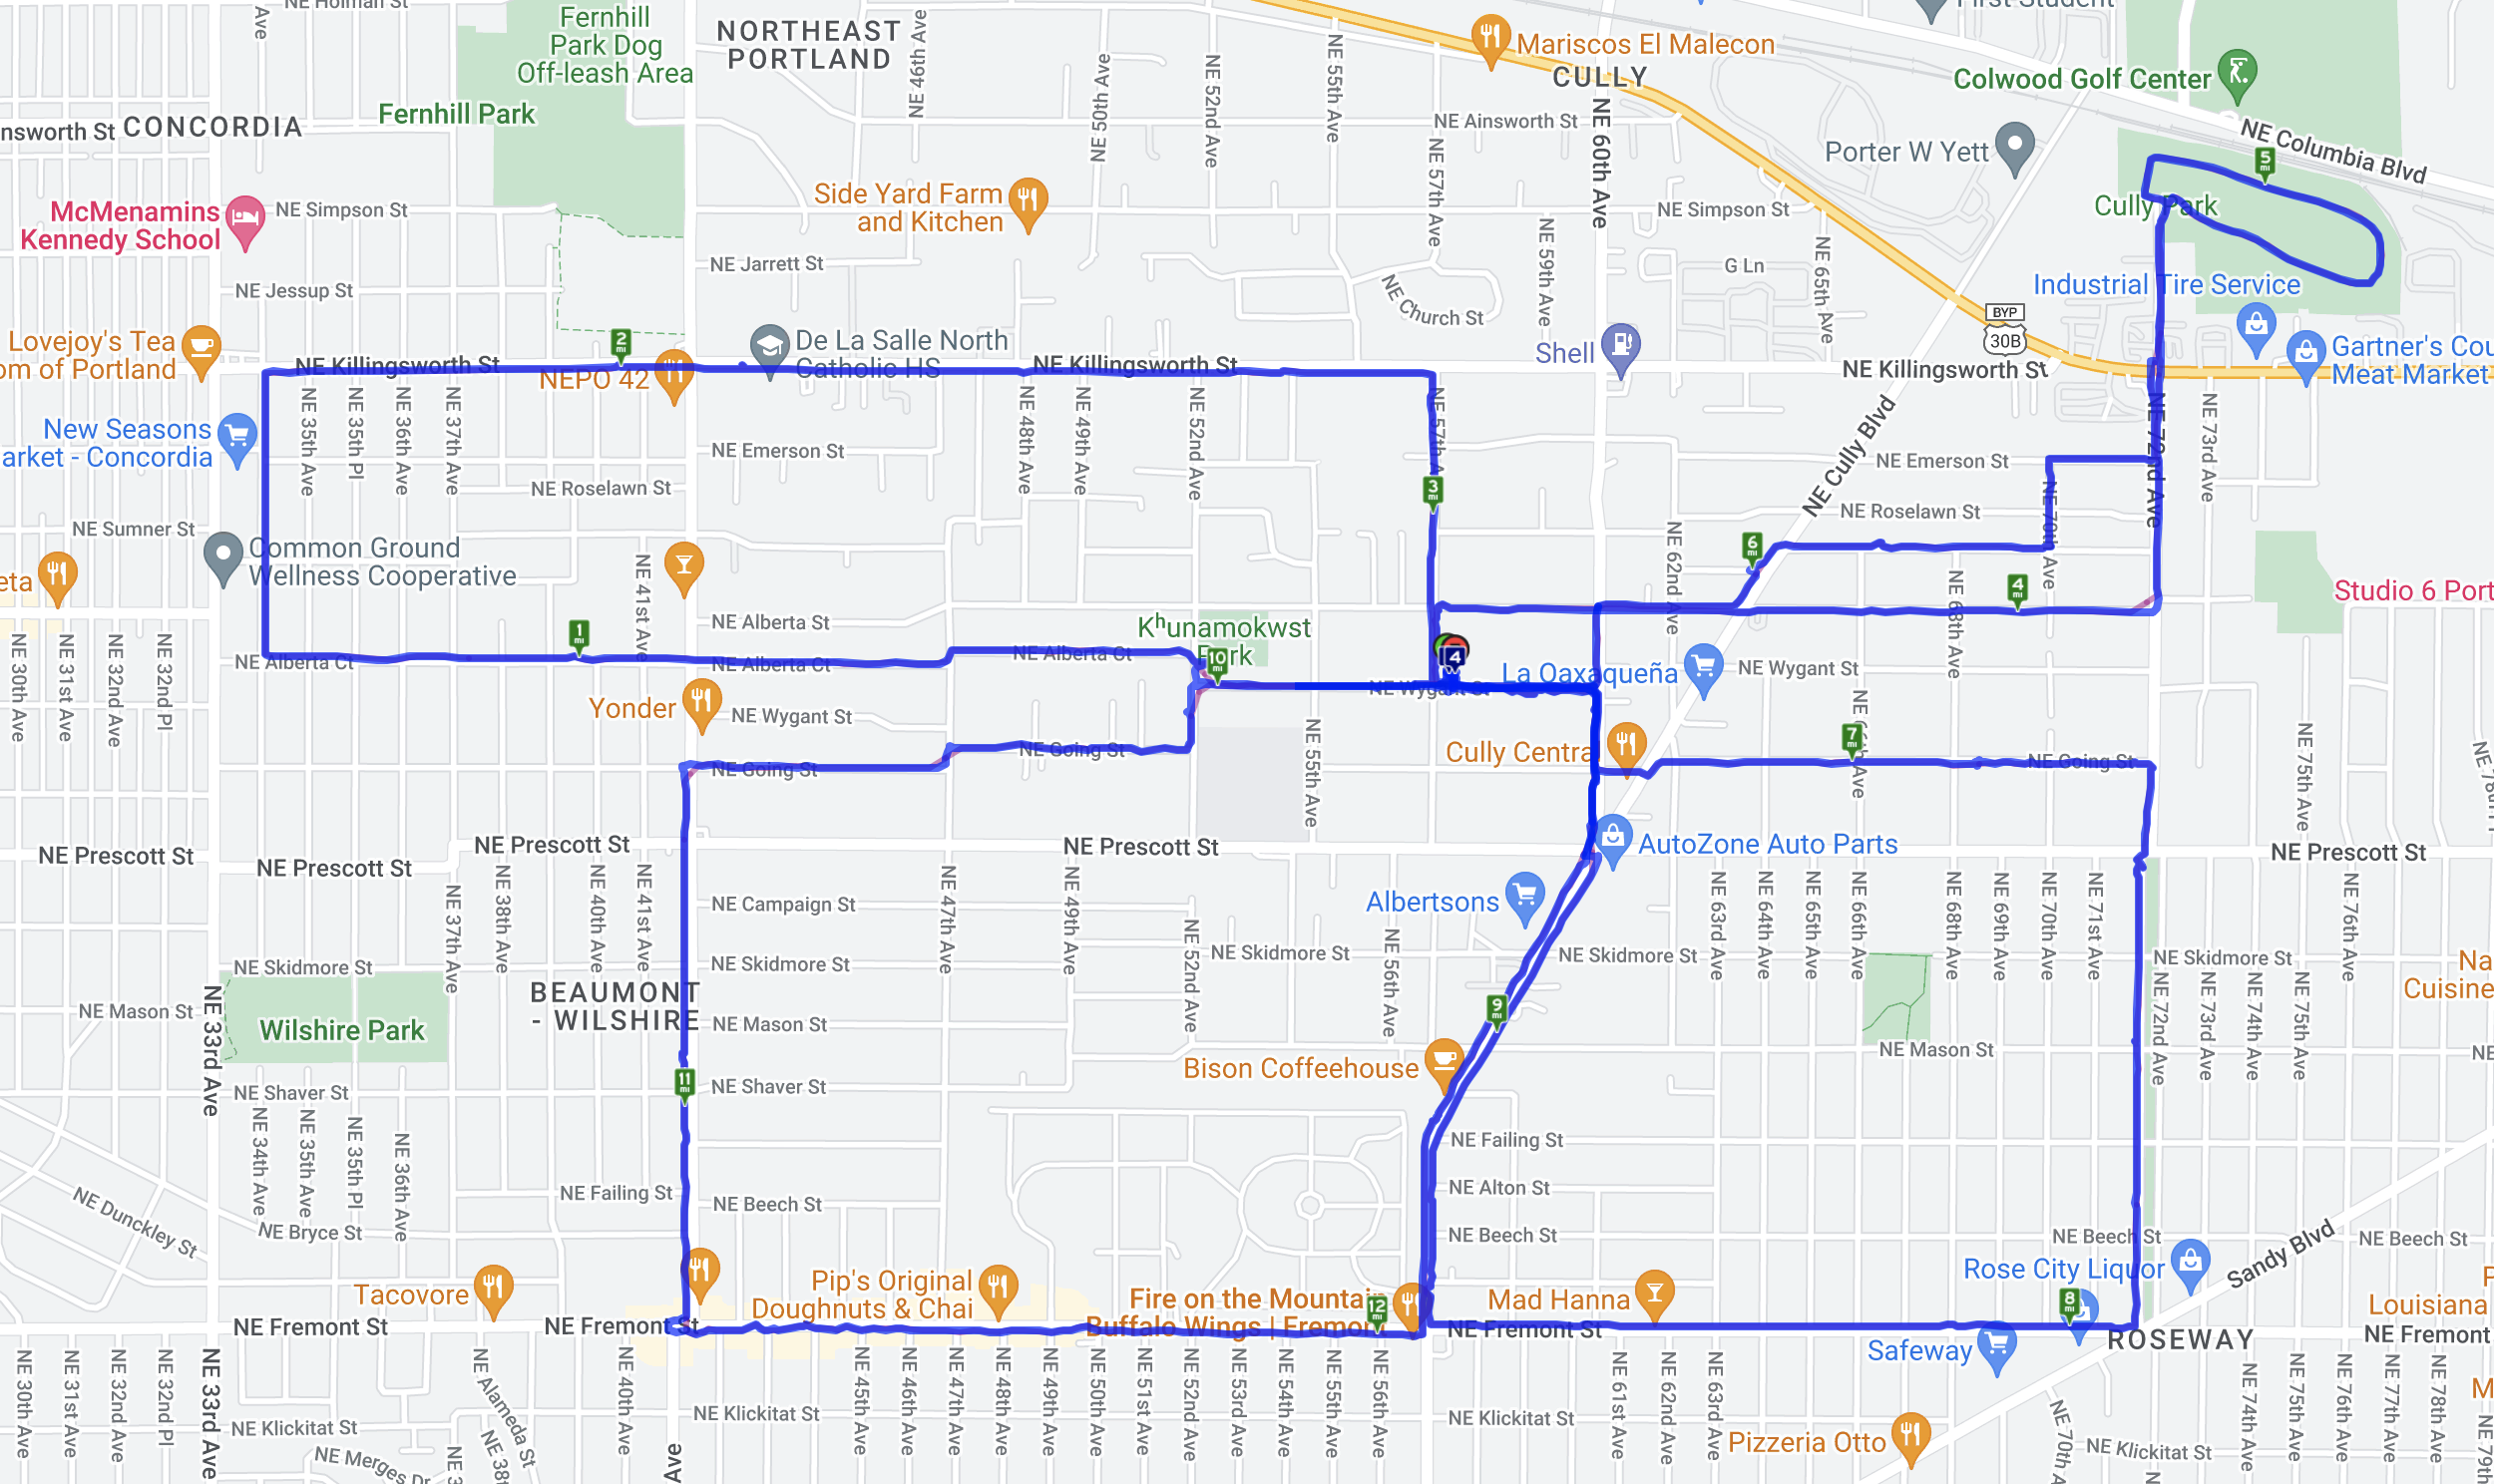 NE Holman St
Ave
Fernhill
Park Dog
Off-leash Area
NORTHEAST
PORTLAND
NE 46th Ave
NE 50th Ave
NE 52nd Ave
NE 55th Ave
Mariscos El Malecon
CULLY
First Student
Colwood Golf Center
Fernhill Park
nsworth St
CONCORDIA
NE 57th Ave
NE Ainsworth St
NE 60th Ave
Porter W Yett
NE Columbia Blvd
5
mi
McMenamins
Kennedy School
NE Simpson St
Side Yard Farm
and Kitchen
NE Simpson St
Cully Park
NE Jarrett St
NE Jessup St
NE Church St
NE 59th Ave
G Ln
NE 65th Ave
Industrial Tire Service
BYP
30B
Lovejoy's Tea
om of Portland
NE Killingsworth St
2
mi
NEPO 42
De La Salle North
Catholic HS
NE Killingsworth St
Shell
NE Killingsworth St
Gartner's Cou
Meat Market
New Seasons
arket - Concordia
NE 35th Ave
NE 35th Pl
NE 36th Ave
NE 37th Ave
NE Emerson St
NE Roselawn St
NE 48th Ave
NE 49th Ave
NE 52nd Ave
NE 57th A
3
mi
NE Cully Blvd
NE Emerson St
NE Roselawn St
NE 70th Ave
NE 72nd Ave
NE 73rd Ave
NE Sumner St
Common Ground
Wellness Cooperative
eta
NE 41st Ave
NE Alberta St
NE 62nd Ave
6
mi
NE 68th Ave
4
mi
Studio 6 Port
1
mi
Kʰunamokwst
Park
NE Alberta Ct
NE Alberta Ct
NE Alberta Ct
10
mi
4
NE Wygant St
La Oaxaqueña
NE Wygant St
NE 30th Ave
NE 31st Ave
NE 32nd Ave
NE 32nd Pl
Yonder
NE Wygant St
NE Going St
NE Going St
NE 55th Ave
Cully Central
7
mi
NE 66th Ave
NE Going St
NE 75th Ave
NE 78th
NE Prescott St
NE Prescott St
NE Prescott St
NE Prescott St
AutoZone Auto Parts
NE Prescott St
NE 37th Ave
NE 38th Ave
NE 40th Ave
NE 41st Ave
NE Campaign St
NE 47th Ave
NE 49th Ave
NE 52nd Ave
Albertsons
NE 56th Ave
NE 63rd Ave
NE 64th Ave
NE 65th Ave
NE 66th Ave
NE 68th Ave
NE 69th Ave
NE 70th Ave
NE 71st Ave
NE 76th Ave
NE Skidmore St
NE Skidmore St
NE Skidmore St
NE Skidmore St
NE Skidmore St
Na
Cuisine
BEAUMONT
- WILSHIRE
NE Mason St
NE 33rd Ave
Wilshire Park
NE Mason St
9
mi
NE 72nd Ave
NE 73rd Ave
NE 74th Ave
NE 75th Ave
NE Mason St
NE
Bison Coffeehouse
11
mi
NE Shaver St
NE Shaver St
NE 34th Ave
NE 35th Ave
NE 35th Pl
NE 36th Ave
NE Failing St
NE Failing St
NE Alton St
NE Dunckley St
NE Bryce St
NE Beech St
NE Beech St
NE Beech St
NE Beech St
Sandy Blvd
Rose City Liquor
Tacovore
Pip's Original
Doughnuts & Chai
Fire on the Mountain
Buffalo Wings | Fremont
12
mi
Mad Hanna
8
mi
Louisiana
NE Fremont St
NE Fremont St
NE Fremont St
Safeway
ROSEWAY
NE Fremont
NE 30th Ave
NE 31st Ave
NE 32nd Ave
NE 32nd Pl
NE 33rd Ave
NE Alameda St
NE 38t
NE 40th Ave
Ave
NE 45th Ave
NE 46th Ave
NE 47th Ave
NE 48th Ave
NE 49th Ave
NE 50th Ave
NE 51st Ave
NE 52nd Ave
NE 53rd Ave
NE 54th Ave
NE 55th Ave
NE 56th Ave
NE 61st Ave
NE 62nd Ave
NE 63rd Ave
NE 70th A
NE 74th Ave
NE 75th Ave
NE 76th Ave
NE 77th Ave
NE 78th Ave
NE 79th
NE Klickitat St
NE Klickitat St
NE Klickitat St
NE Klickitat St
NE Merges Dr
Pizzeria Otto